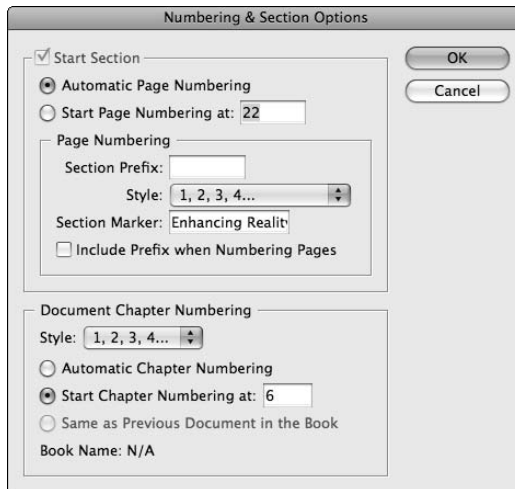 Numbering & Section Options
Start Section
OK
Automatic Page Numbering
Cancel
Start Page Numbering at: 22
Page Numbering
Section Prefix:
Style: 1, 2, 3, 4...
Section Marker: Enhancing Reality
Include Prefix when Numbering Pages
Document Chapter Numbering
Style: 1, 2, 3, 4...
Automatic Chapter Numbering
Start Chapter Numbering at: 6
Same as Previous Document in the Book
Book Name: N/A